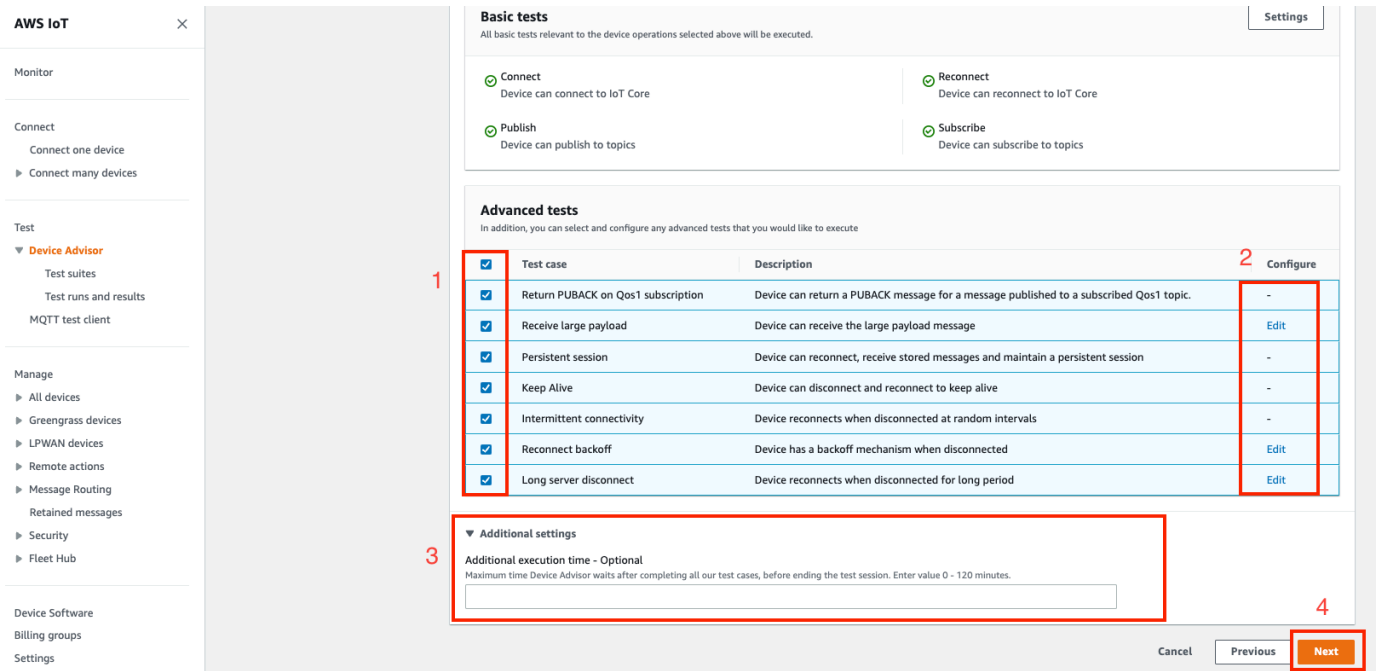 AWS IoT
Monitor
Connect
Connect one device
Connect many devices
Test
Device Advisor
Test suites
Test runs and results
MQTT test client
Manage
All devices
Greengrass devices
LPWAN devices
Remote actions
Message Routing
Retained messages
Security
Fleet Hub
Device Software
Billing groups
Settings
Basic tests
Settings
All basic tests relevant to the device operations selected above will be executed.
Connect
Device can connect to IoT Core
Reconnect
Device can reconnect to IoT Core
Publish
Device can publish to topics
Subscribe
Device can subscribe to topics
Advanced tests
In addition, you can select and configure any advanced tests that you would like to execute
1
2
Test case Description Configure
Return PUBACK on Qos1 subscription Device can return a PUBACK message for a message published to a subscribed Qos1 topic. -
Receive large payload Device can receive the large payload message Edit
Persistent session Device can reconnect, receive stored messages and maintain a persistent session -
Keep Alive Device can disconnect and reconnect to keep alive -
Intermittent connectivity Device reconnects when disconnected at random intervals -
Reconnect backoff Device has a backoff mechanism when disconnected Edit
Long server disconnect Device reconnects when disconnected for long period Edit
3
Additional settings
Additional execution time - Optional
Maximum time Device Advisor waits after completing all our test cases, before ending the test session. Enter value 0 - 120 minutes.
4
Cancel Previous Next